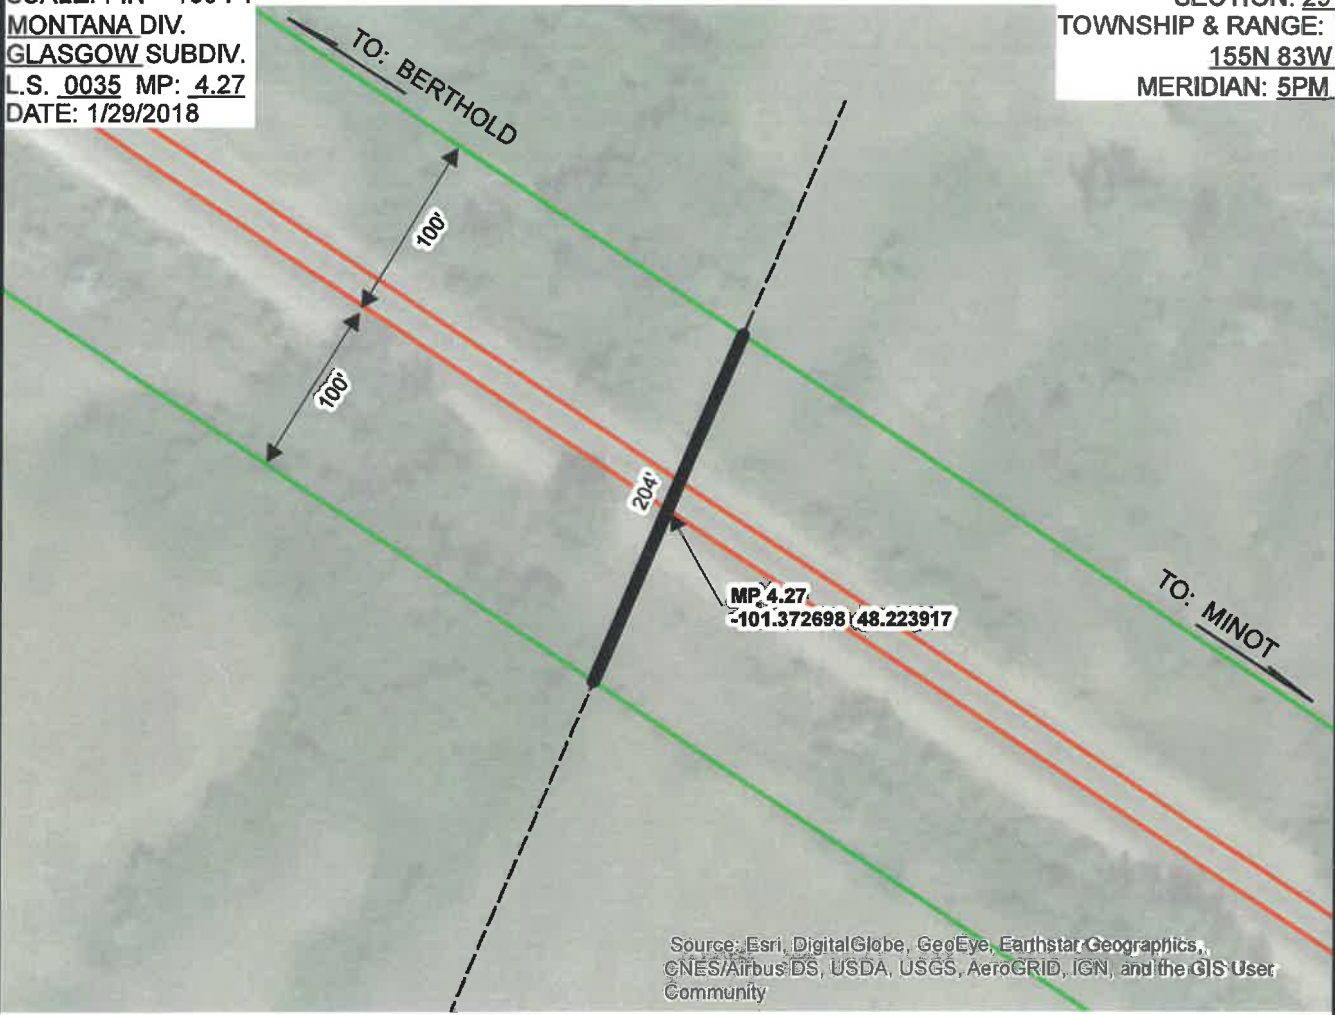 MONTANA DIV.
GLASGOW SUBDIV.
L.S. 0035 MP: 4.27
DATE: 1/29/2018
SECTION: 29
TOWNSHIP & RANGE:
155N 83W
MERIDIAN: 5PM
TO: BERTHOLD
100'
100'
204'
MP 4.27
-101.372698 48.223917
TO: MINOT
Source: Esri, DigitalGlobe, GeoEye, Earthstar Geographics,
CNES/Airbus DS, USDA, USGS, AeroGRID, IGN, and the GIS User
Community